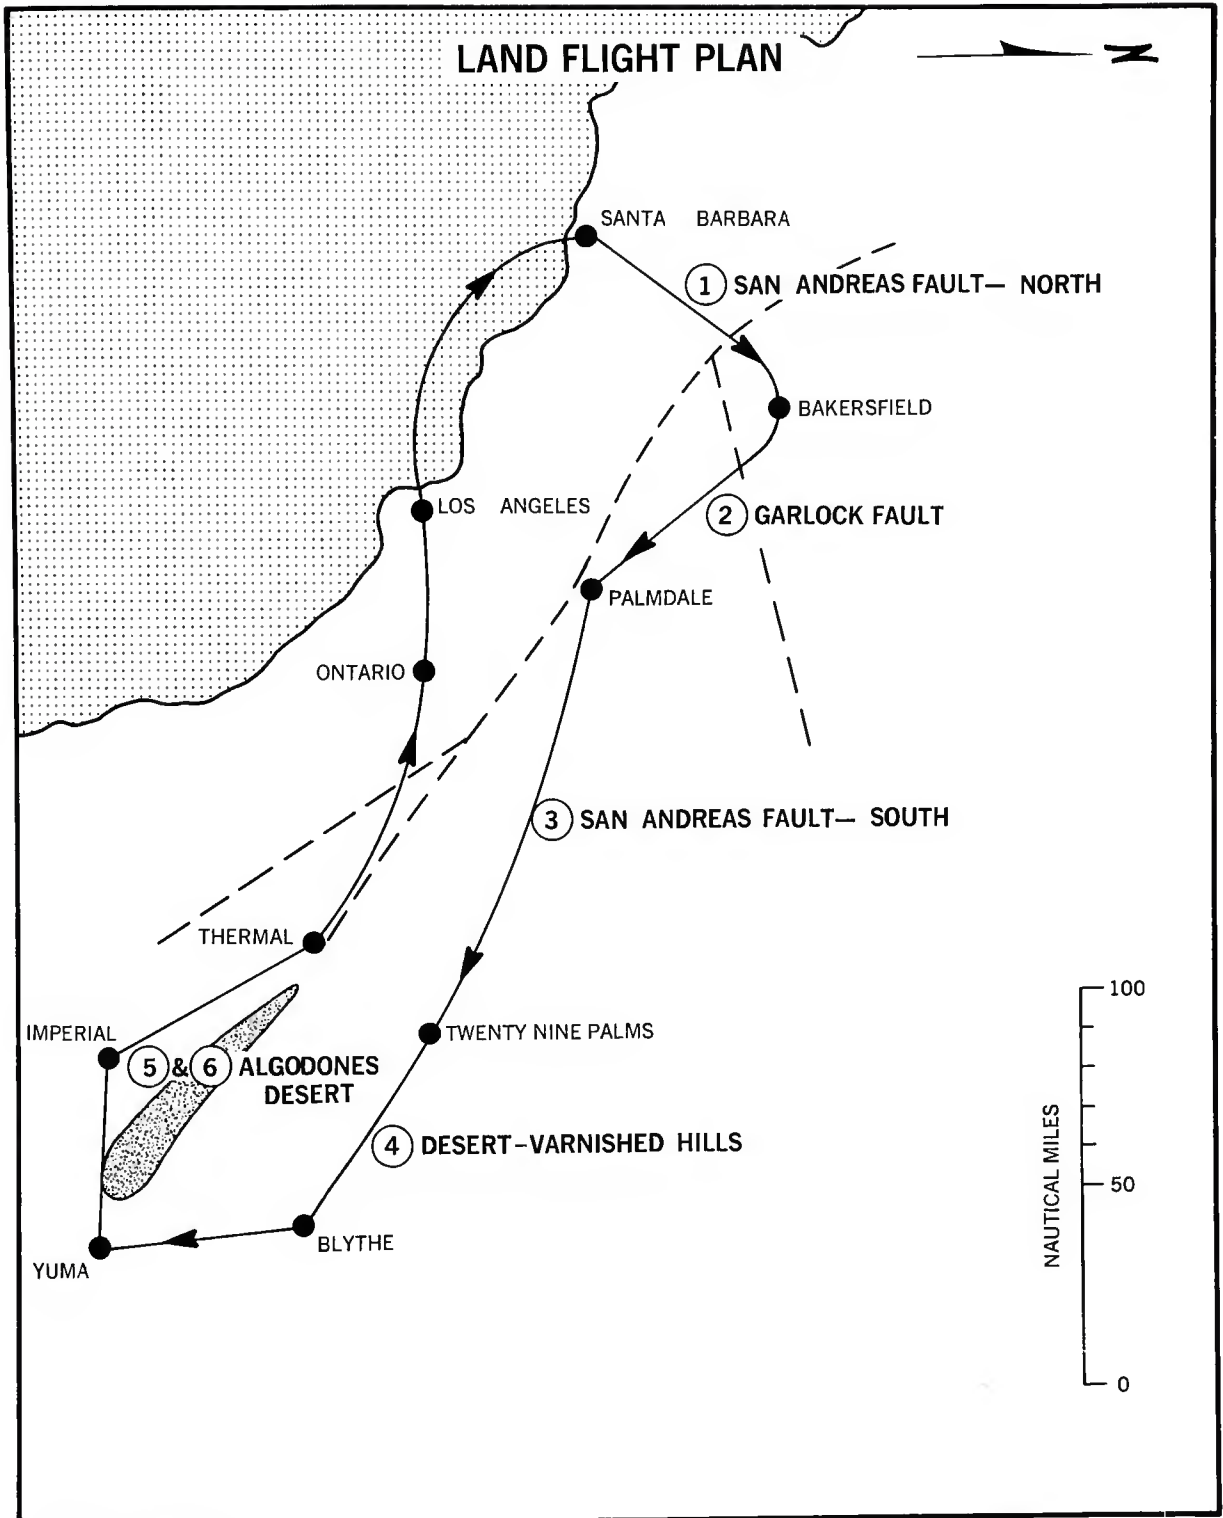 LAND FLIGHT PLAN
N
SANTA BARBARA
1 SAN ANDREAS FAULT— NORTH
BAKERSFIELD
LOS ANGELES
2 GARLOCK FAULT
PALMDALE
ONTARIO
3 SAN ANDREAS FAULT— SOUTH
THERMAL
IMPERIAL
TWENTY NINE PALMS
5 & 6 ALGODONES
DESERT
4 DESERT-VARNISHED HILLS
BLYTHE
YUMA
100
50
0
NAUTICAL MILES